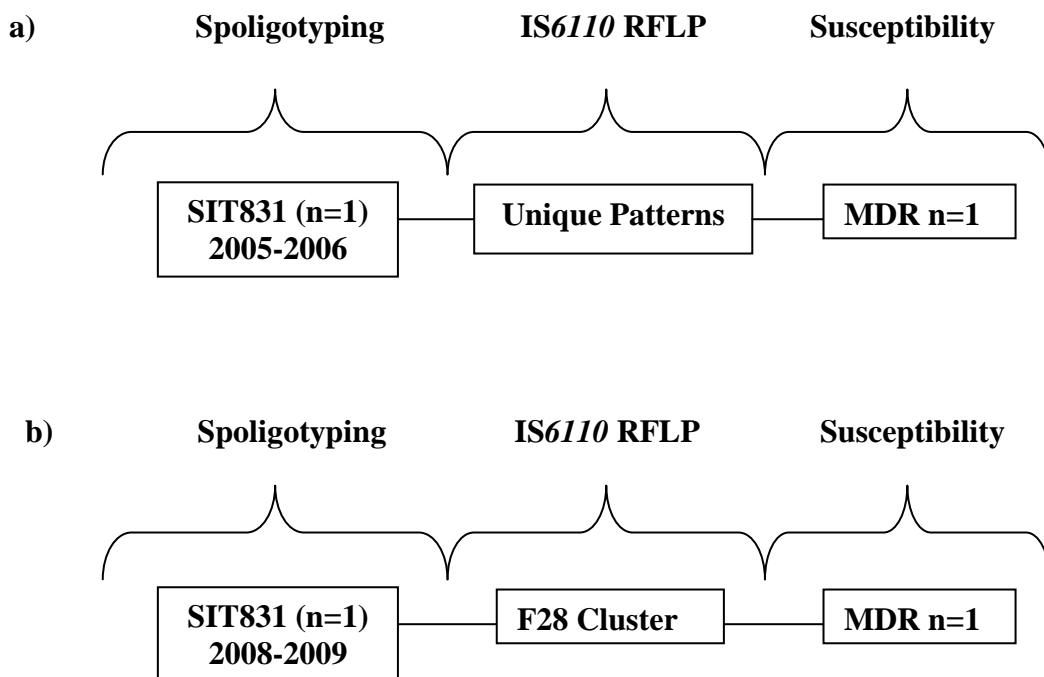 a) Spoligotyping IS6110 RFLP Susceptibility
SIT831 (n=1)
2005-2006
Unique Patterns
MDR n=1
b) Spoligotyping IS6110 RFLP Susceptibility
SIT831 (n=1)
2008-2009
F28 Cluster
MDR n=1